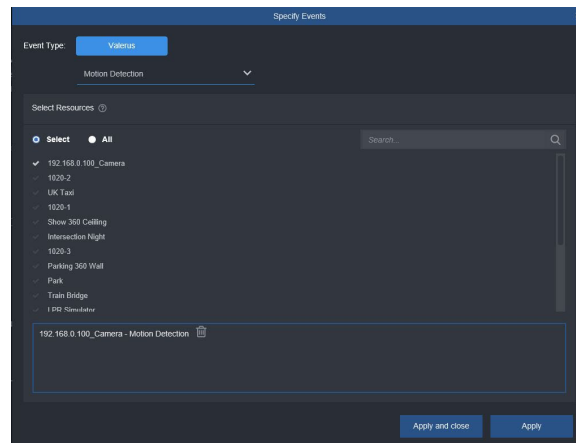 Specify Events
Event Type: Valerus
Motion Detection
Select Resources ?
Select All Search...
192.168.0.100_Camera
1020-2
UK Taxi
1020-1
Show 360 Ceilling
Intersection Night
1020-3
Parking 360 Wall
Park
Train Bridge
LPR Simulator
192.168.0.100_Camera - Motion Detection
Apply and close Apply